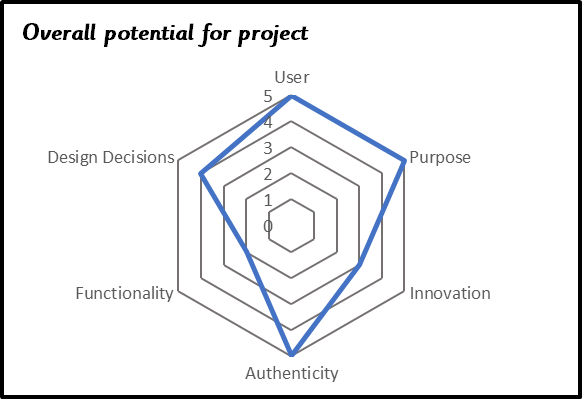 Overall potential for project
User
5
4
3
2
1
0
Design Decisions
Purpose
Functionality
Innovation
Authenticity